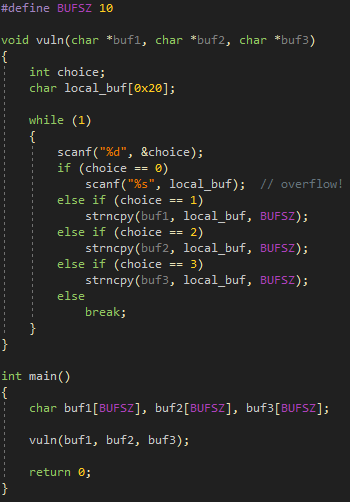 #define BUFSZ 10

void vuln(char *buf1, char *buf2, char *buf3)
{
    int choice;
    char local_buf[0x20];

    while (1)
    {
        scanf("%d", &choice);
        if (choice == 0)
            scanf("%s", local_buf);  // overflow!
        else if (choice == 1)
            strncpy(buf1, local_buf, BUFSZ);
        else if (choice == 2)
            strncpy(buf2, local_buf, BUFSZ);
        else if (choice == 3)
            strncpy(buf3, local_buf, BUFSZ);
        else
            break;
    }
}

int main()
{
    char buf1[BUFSZ], buf2[BUFSZ], buf3[BUFSZ];

    vuln(buf1, buf2, buf3);

    return 0;
}